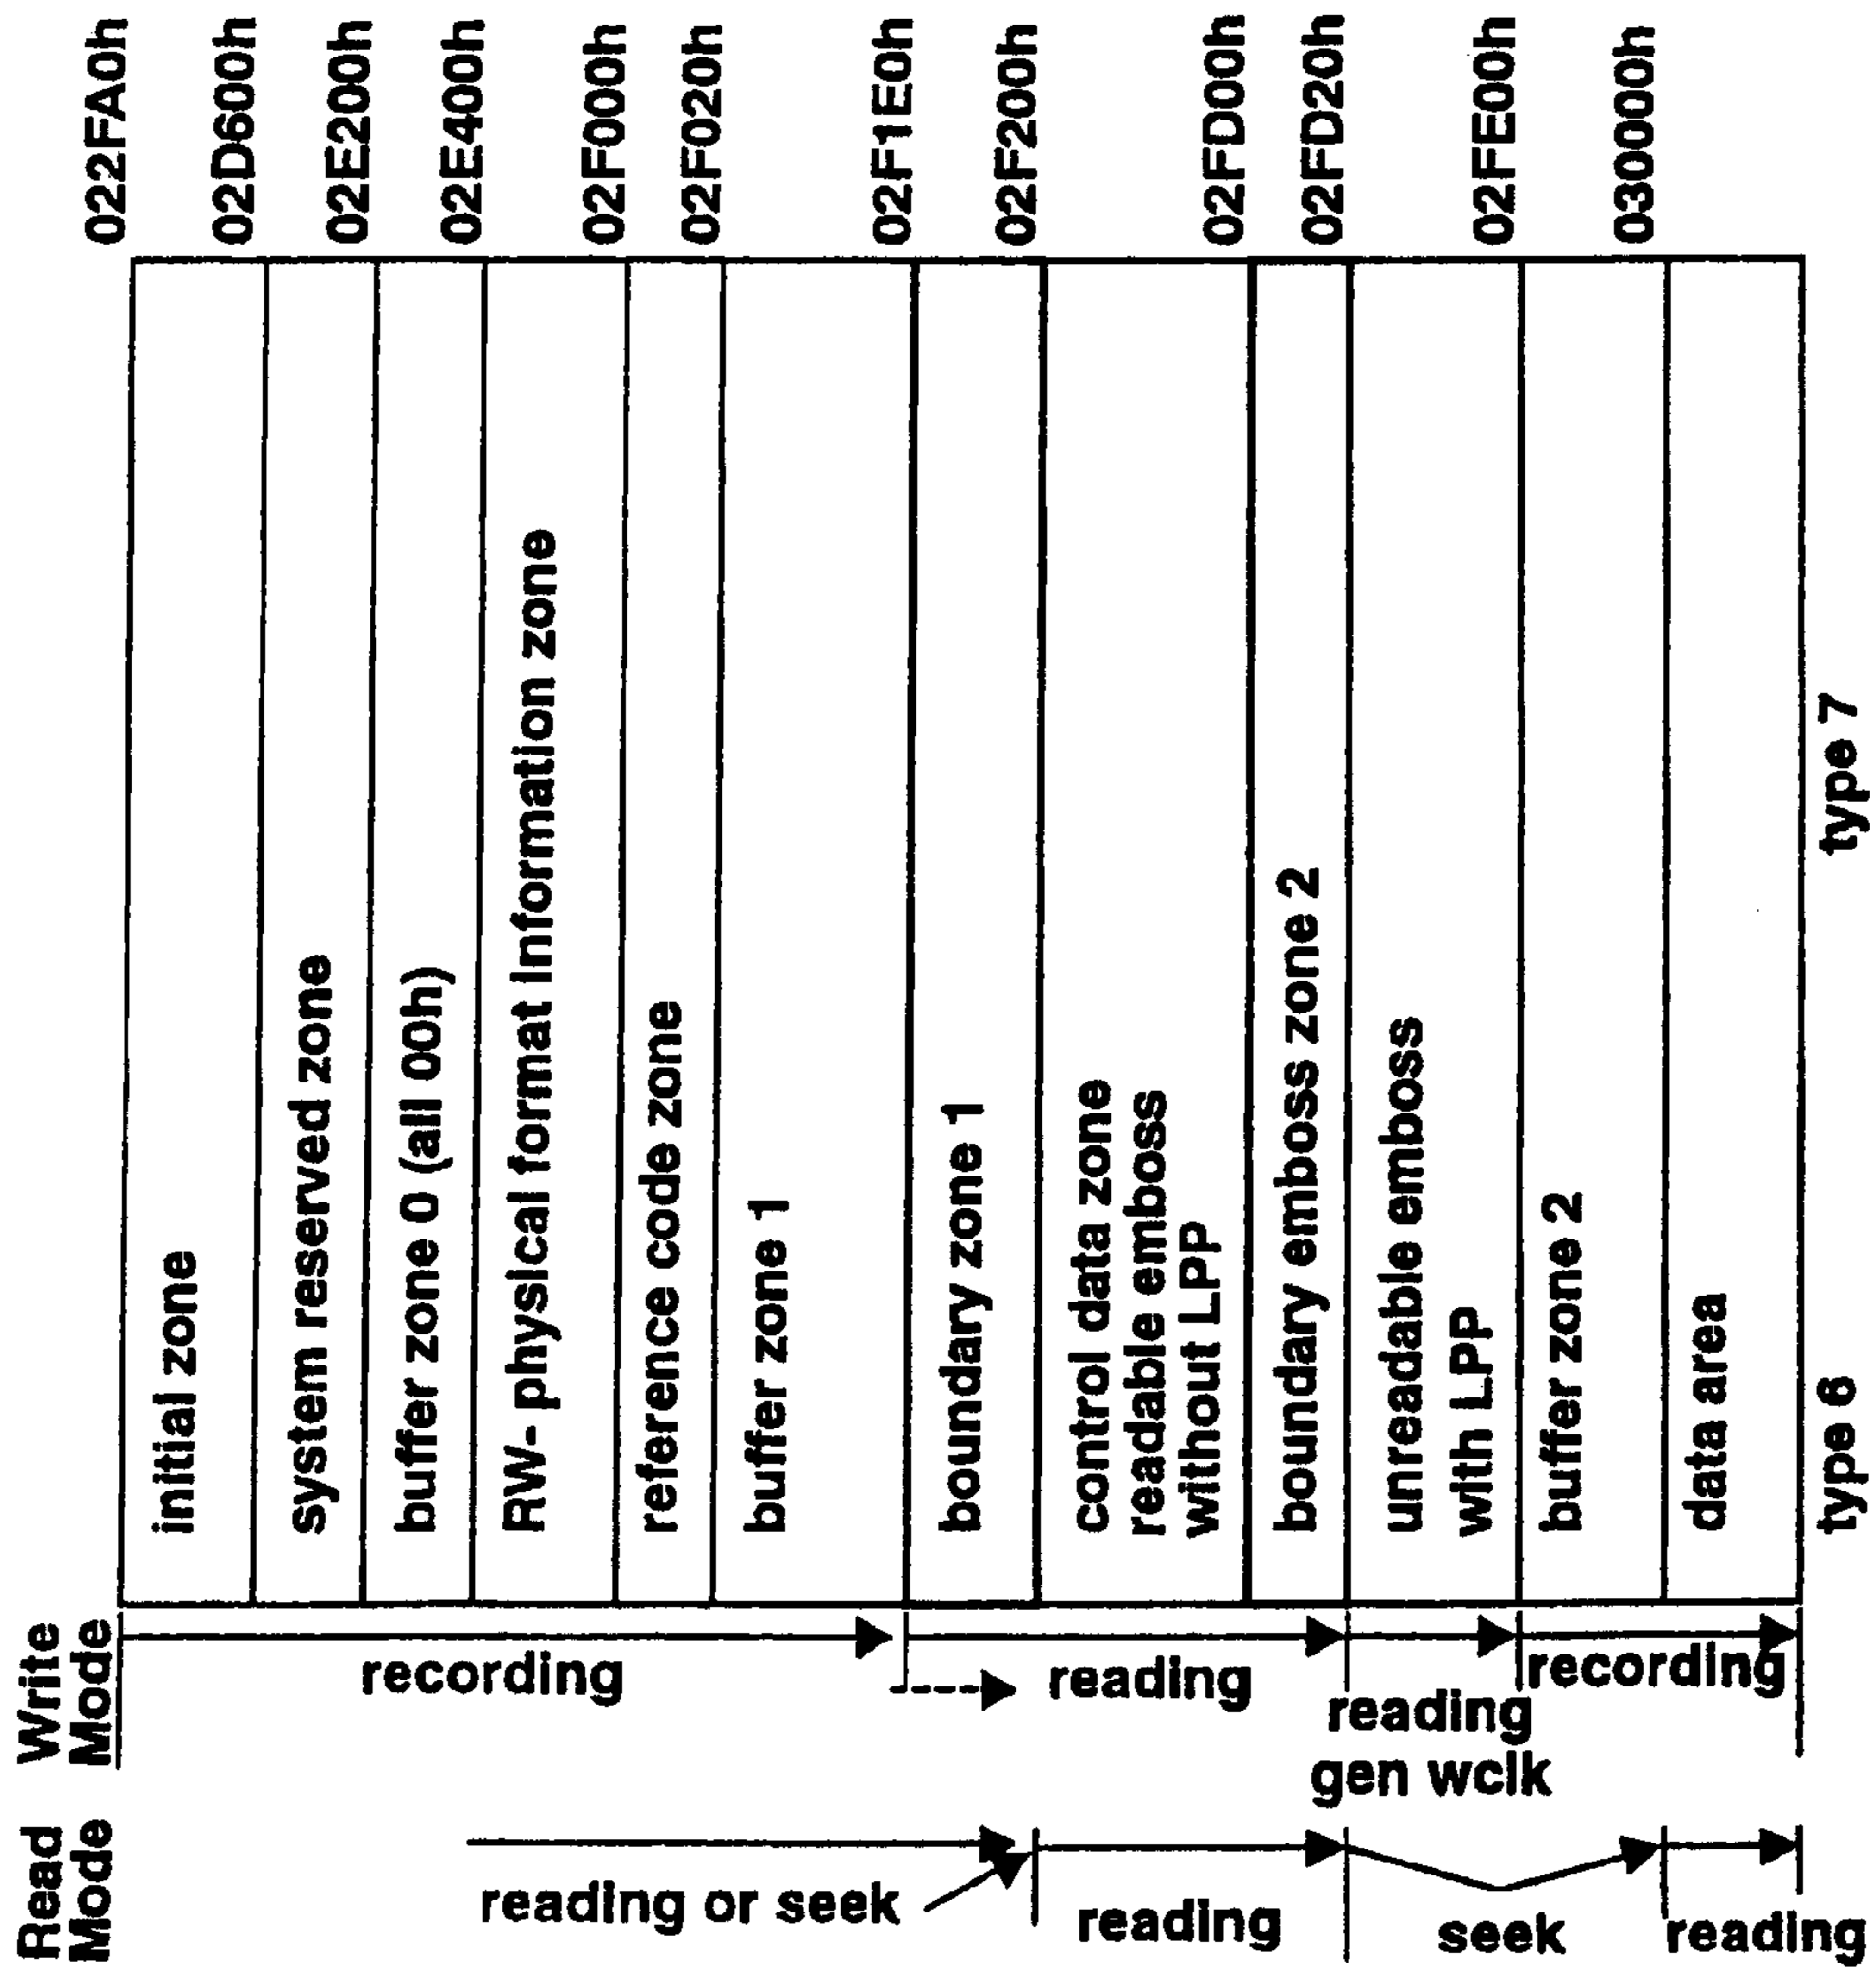 022FA0h
02D600h
02E200h
02E400h
02F000h
02F020h
02F1E0h
02F200h
02FD00h
02FD20h
02FE00h
030000h
initial zone
system reserved zone
buffer zone 0 (all 00h)
RW- physical format information zone
reference code zone
buffer zone 1
boundary zone 1
control data zone
readable emboss
without LPP
boundary emboss zone 2
unreadable emboss
with LPP
buffer zone 2
data area
type 6
type 7
Write
Mode
recording
reading
reading
gen wclk
recording
Read
Mode
reading or seek
reading
seek
reading